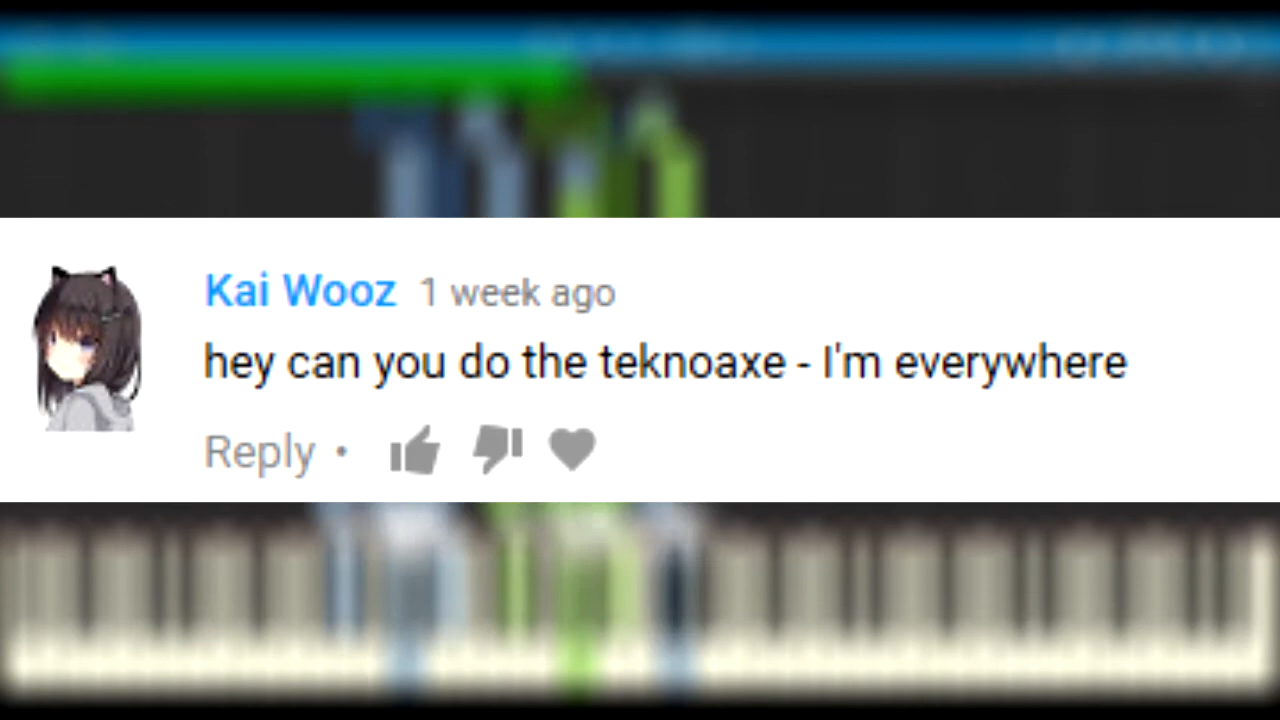 Kai Wooz 1 week ago
hey can you do the teknoaxe - I'm everywhere
Reply •